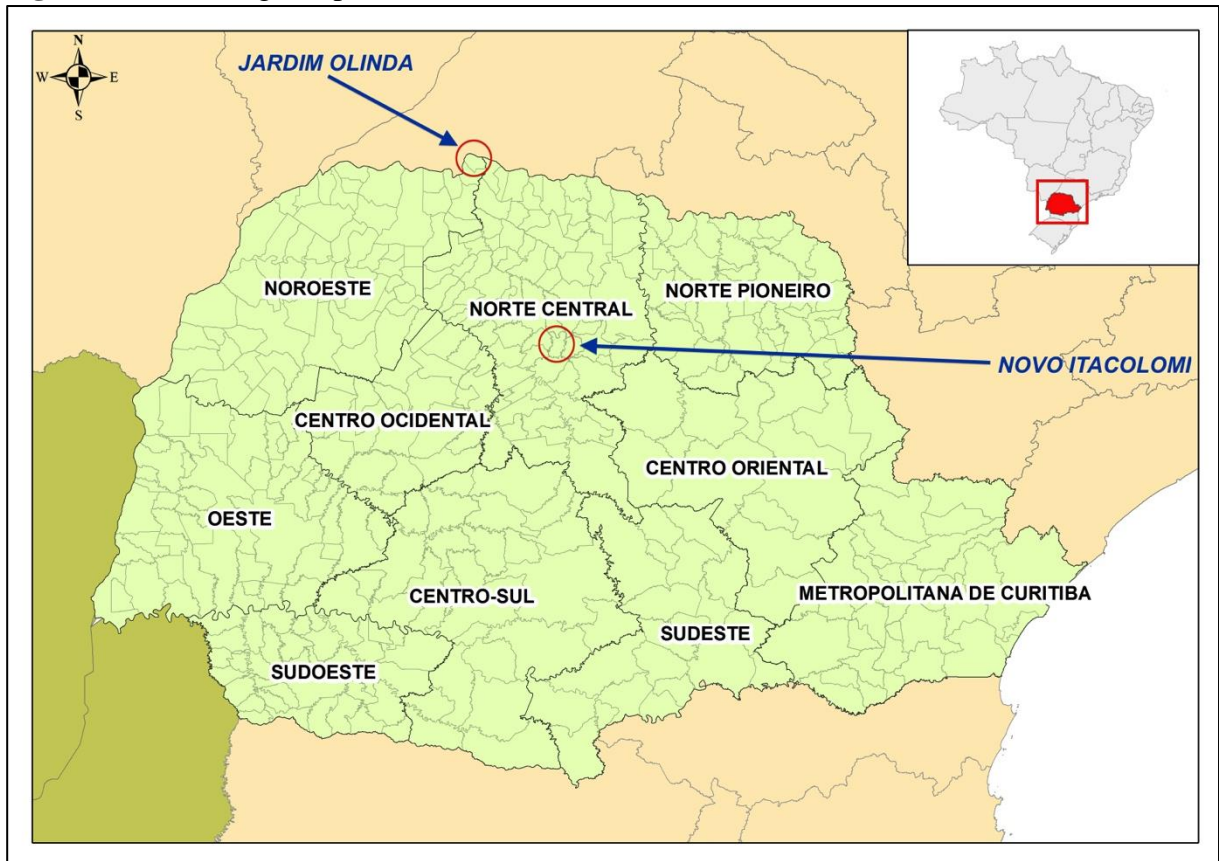 N
W E
S
JARDIM OLINDA
NOROESTE
NORTE CENTRAL
NORTE PIONEIRO
NOVO ITACOLOMI
CENTRO OCIDENTAL
CENTRO ORIENTAL
OESTE
CENTRO-SUL
METROPOLITANA DE CURITIBA
SUDESTE
SUDOESTE